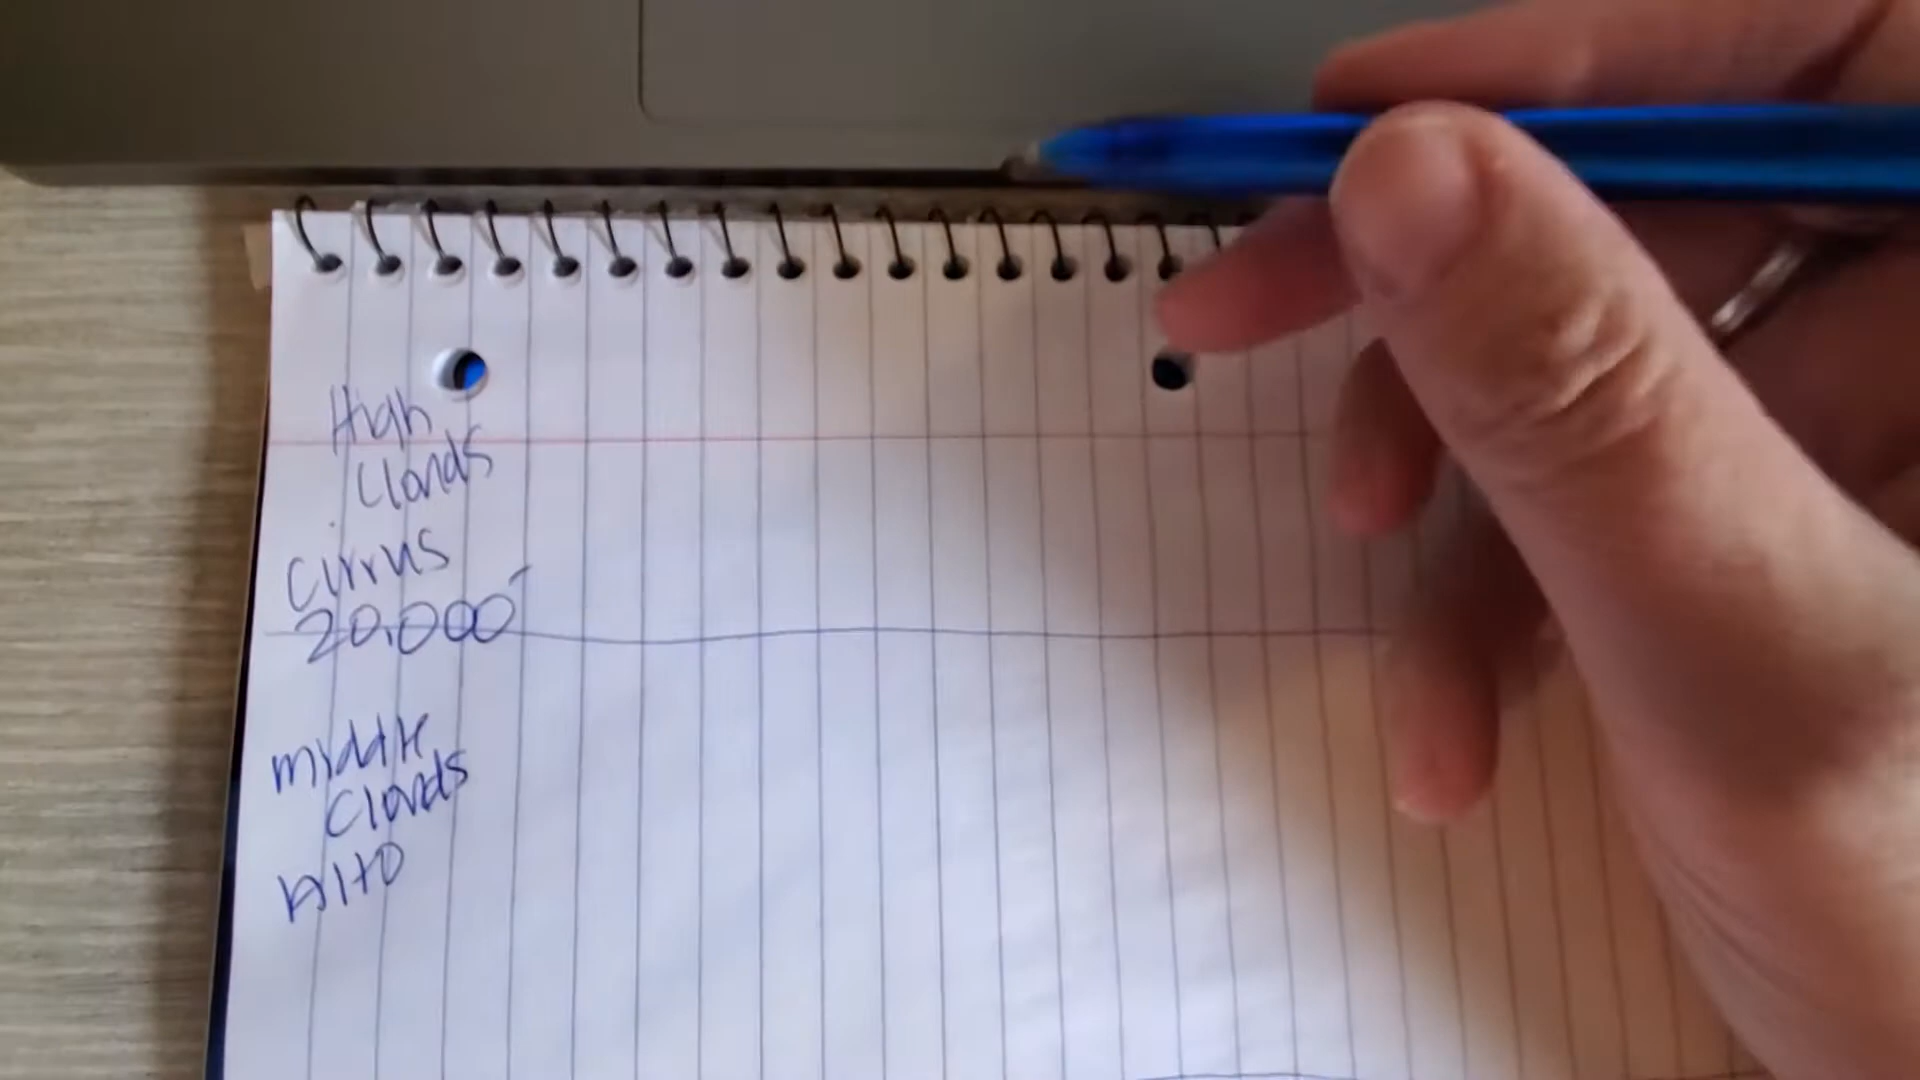 High
Clouds
Cirrus
20,000'
middle
Clouds
Alto